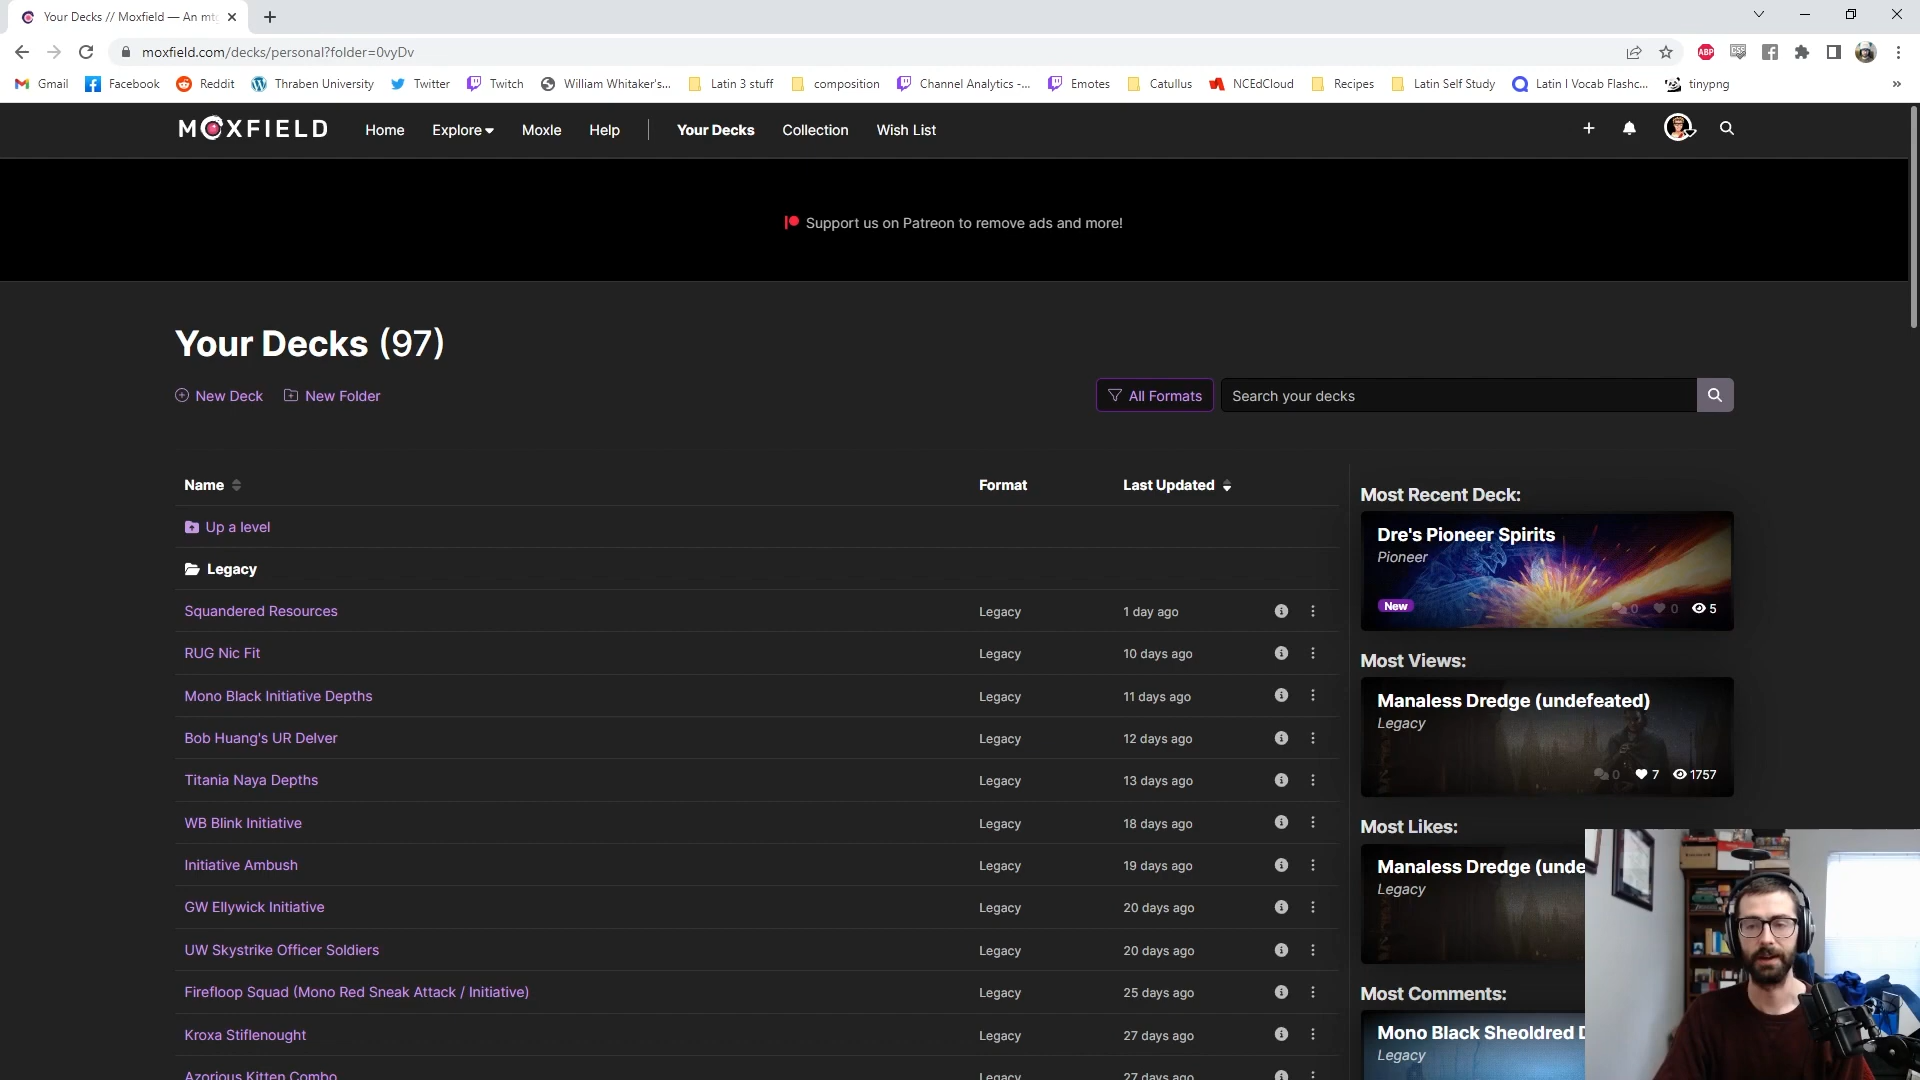 Your Decks // Moxfield — An mt
moxfield.com/decks/personal?folder=0vyDv
ABP
Gmail Facebook Reddit Thraben University Twitter Twitch William Whitaker's... Latin 3 stuff composition Channel Analytics -... Emotes Catullus NCEdCloud Recipes Latin Self Study Latin I Vocab Flashc... tinypng »
MOXFIELD Home Explore Moxle Help Your Decks Collection Wish List
Support us on Patreon to remove ads and more!
Your Decks (97)
New Deck New Folder All Formats Search your decks
Name Format Last Updated
Up a level
Legacy
Squandered Resources Legacy 1 day ago
RUG Nic Fit Legacy 10 days ago
Mono Black Initiative Depths Legacy 11 days ago
Bob Huang's UR Delver Legacy 12 days ago
Titania Naya Depths Legacy 13 days ago
WB Blink Initiative Legacy 18 days ago
Initiative Ambush Legacy 19 days ago
GW Ellywick Initiative Legacy 20 days ago
UW Skystrike Officer Soldiers Legacy 20 days ago
Firefloop Squad (Mono Red Sneak Attack / Initiative) Legacy 25 days ago
Kroxa Stiflenought Legacy 27 days ago
Azorious Kitten Combo Legacy 27 days ago
Most Recent Deck:
Dre's Pioneer Spirits
Pioneer
New 0 0 5
Most Views:
Manaless Dredge (undefeated)
Legacy
0 7 1757
Most Likes:
Manaless Dredge (unde
Legacy
Most Comments:
Mono Black Sheoldred D
Legacy